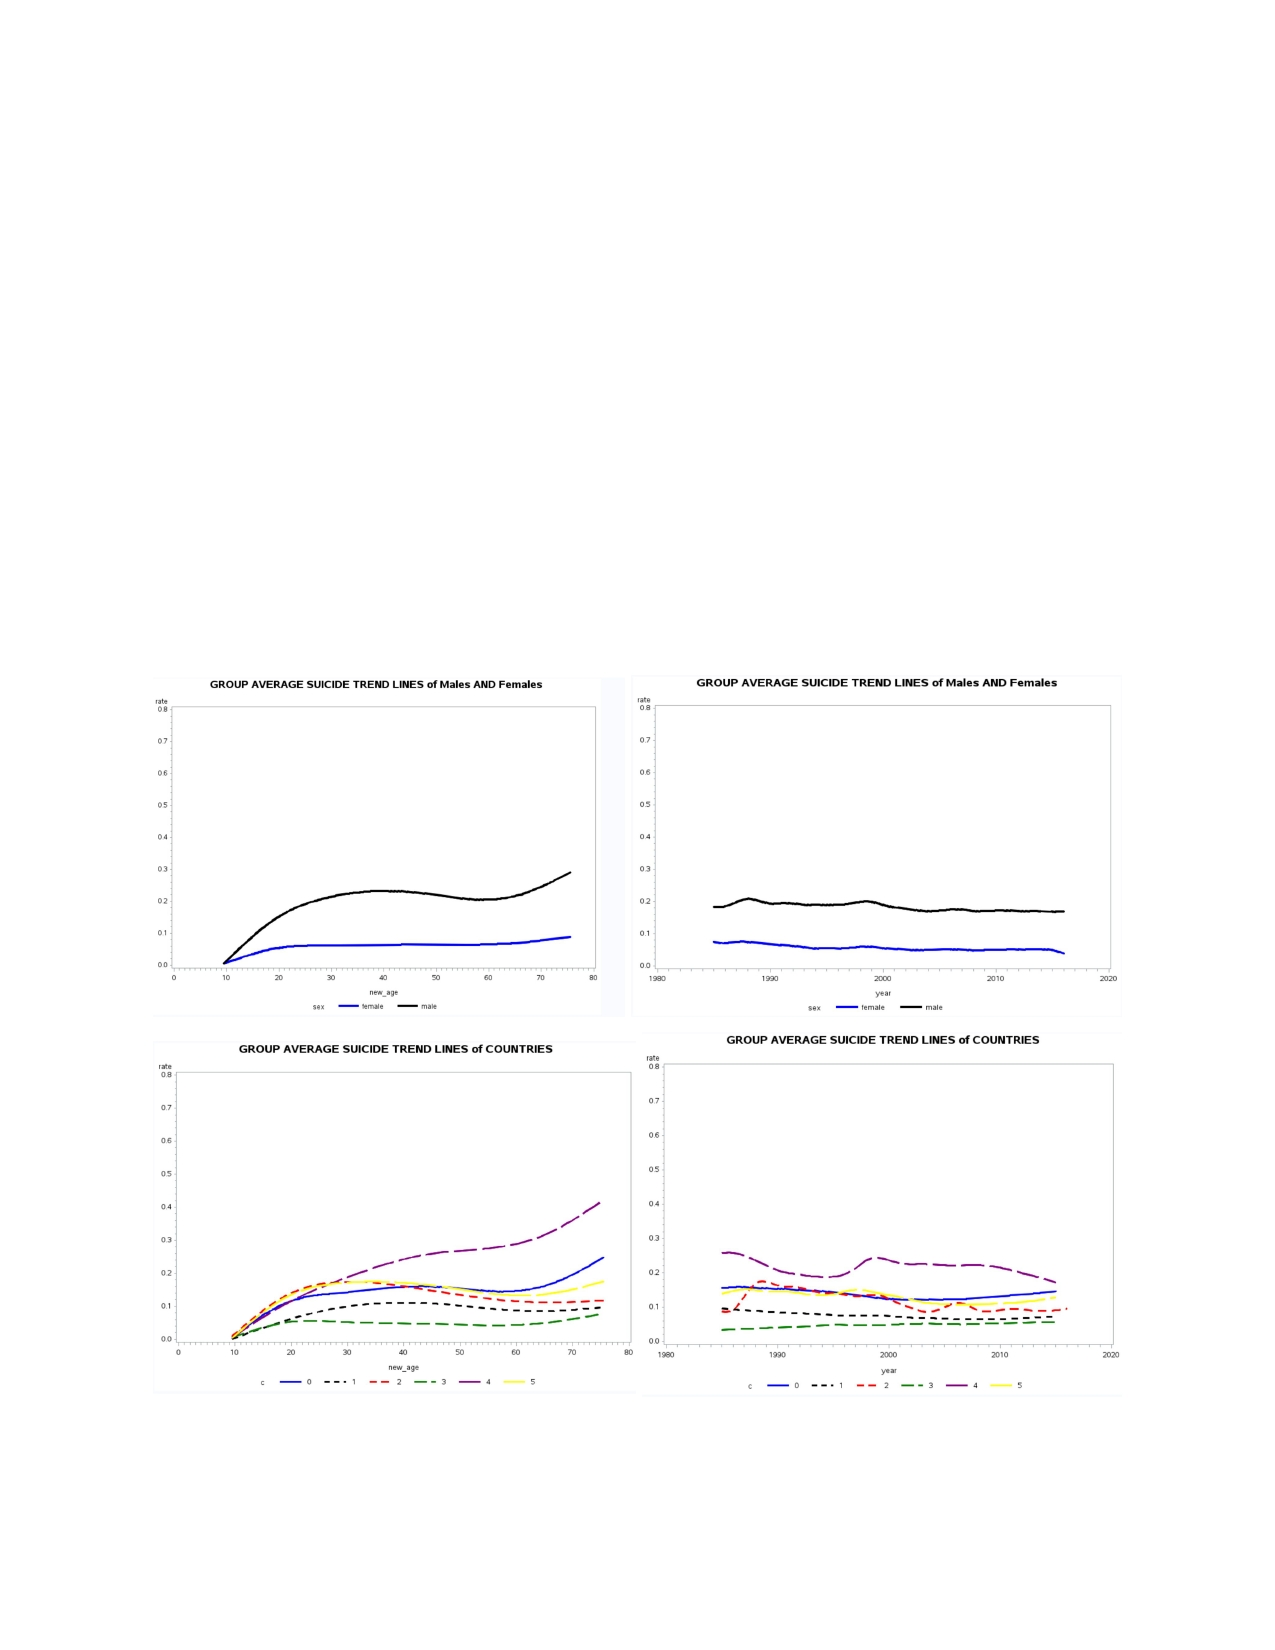 GROUP AVERAGE SUICIDE TREND LINES of Males AND Females
rate
0.8
0.7
0.6
0.5
0.4
0.3
0.2
0.1
0.0
0 10 20 30 40 50 60 70 80
new_age
sex female male
GROUP AVERAGE SUICIDE TREND LINES of Males AND Females
rate
0.8
0.7
0.6
0.5
0.4
0.3
0.2
0.1
0.0
1980 1990 2000 2010 2020
year
sex female male
GROUP AVERAGE SUICIDE TREND LINES of COUNTRIES
rate
0.8
0.7
0.6
0.5
0.4
0.3
0.2
0.1
0.0
0 10 20 30 40 50 60 70 80
new_age
c 0 1 2 3 4 5
GROUP AVERAGE SUICIDE TREND LINES of COUNTRIES
rate
0.8
0.7
0.6
0.5
0.4
0.3
0.2
0.1
0.0
1980 1990 2000 2010 2020
year
c 0 1 2 3 4 5